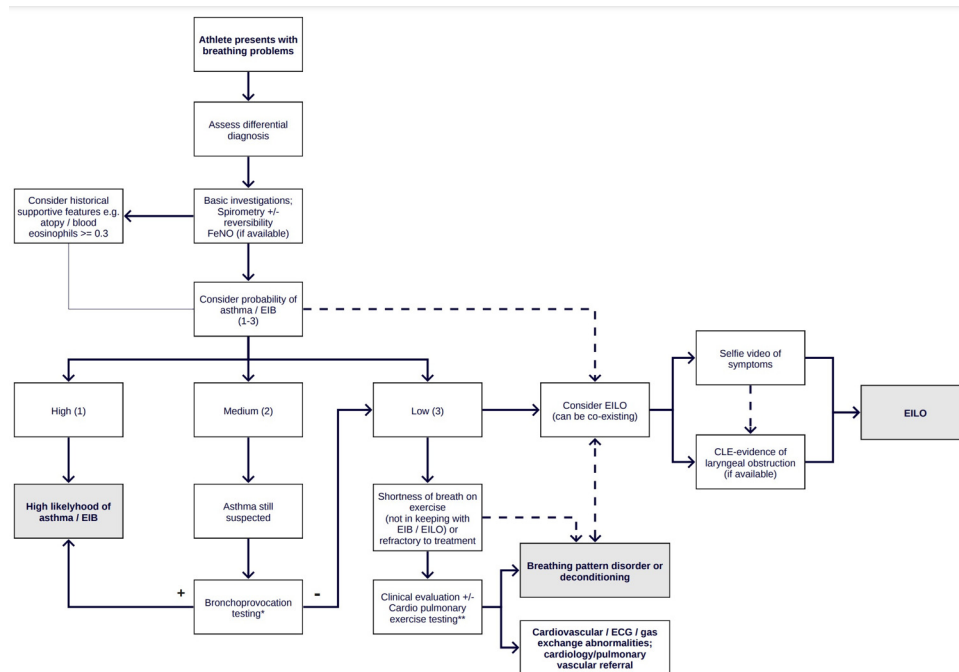 Athlete presents with
breathing problems
Assess differential
diagnosis
Consider historical
supportive features e.g.
atopy / blood
eosinophils >= 0.3
Basic investigations;
Spirometry +/-
reversibility
FeNO (if available)
Consider probability of
asthma / EIB
(1-3)
High (1)
Medium (2)
Low (3)
Consider EILO
(can be co-existing)
Selfie video of
symptoms
CLE-evidence of
laryngeal obstruction
(if available)
EILO
High likelyhood of
asthma / EIB
Asthma still
suspected
Shortness of breath on
exercise
(not in keeping with
EIB / EILO) or
refractory to treatment
Breathing pattern disorder or
deconditioning
+
Bronchoprovocation
testing*
-
Clinical evaluation +/-
Cardio pulmonary
exercise testing**
Cardiovascular / ECG / gas
exchange abnormalities;
cardiology/pulmonary
vascular referral